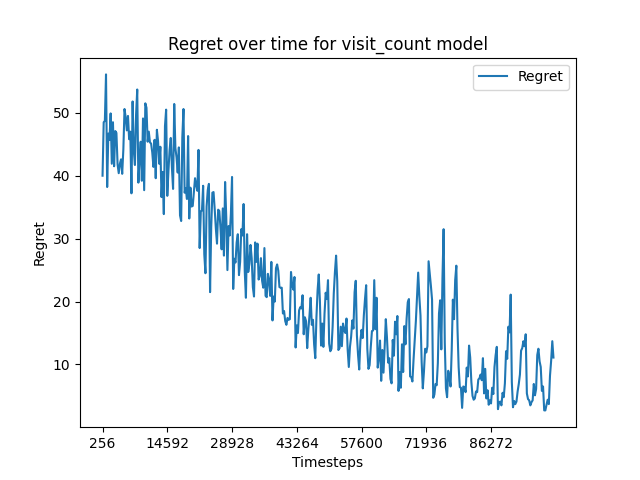 Regret over time for visit_count model
Regret
50
40
30
20
10
Regret
256 14592 28928 43264 57600 71936 86272
Timesteps